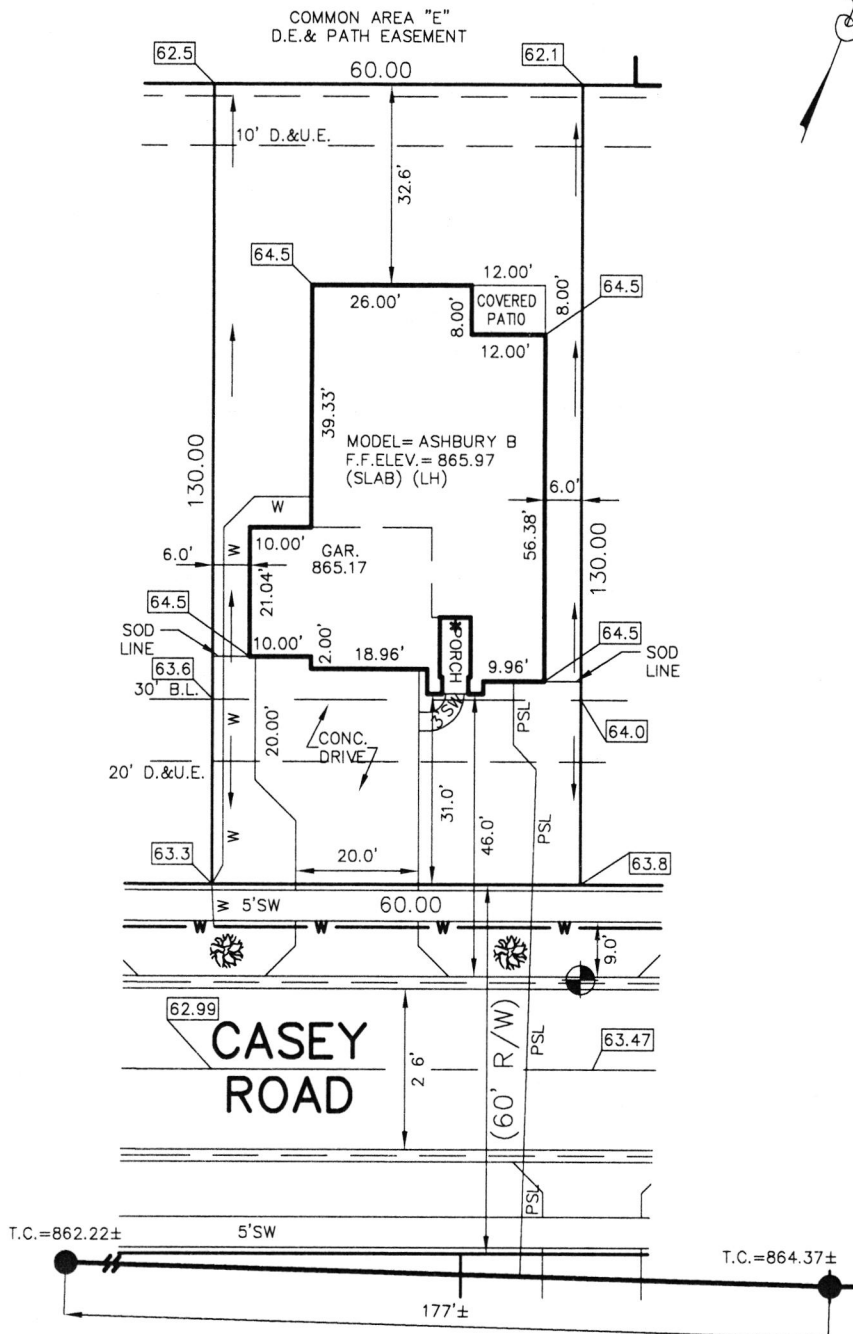 COMMON AREA "E"
D.E.& PATH EASEMENT
62.5
60.00
62.1
10' D.&U.E.
32.6'
64.5
12.00'
26.00'
8.00'
COVERED
PATIO
8.00'
64.5
12.00'
39.33'
130.00
MODEL= ASHBURY B
F.F.ELEV.= 865.97
(SLAB) (LH)
6.0'
W
W
10.00'
GAR.
865.17
56.38'
130.00
6.0'
21.04'
64.5
SOD
LINE
10.00'
2.00'
18.96'
PORCH
9.96'
64.5
SOD
LINE
63.6
30' B.L.
W
3'SW
PSL
64.0
20.00'
CONC.
DRIVE
20' D.&U.E.
31.0'
46.0'
PSL
W
63.3
20.0'
63.8
W
5'SW
60.00
W
W
W
W
9.0'
62.99
CASEY
ROAD
26'
(60' R/W)
PSL
63.47
PSL
T.C.=862.22±
5'SW
T.C.=864.37±
177'±